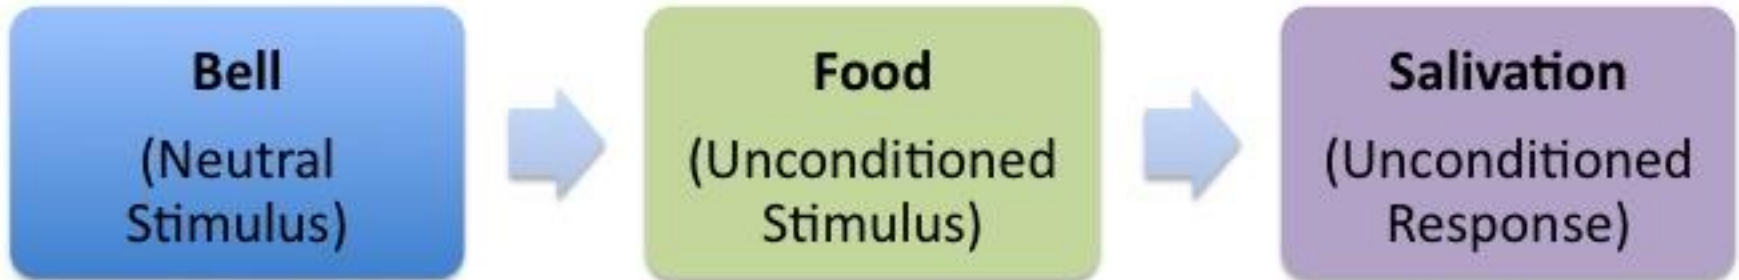 Bell
(Neutral
Stimulus)
Food
(Unconditioned
Stimulus)
Salivation
(Unconditioned
Response)